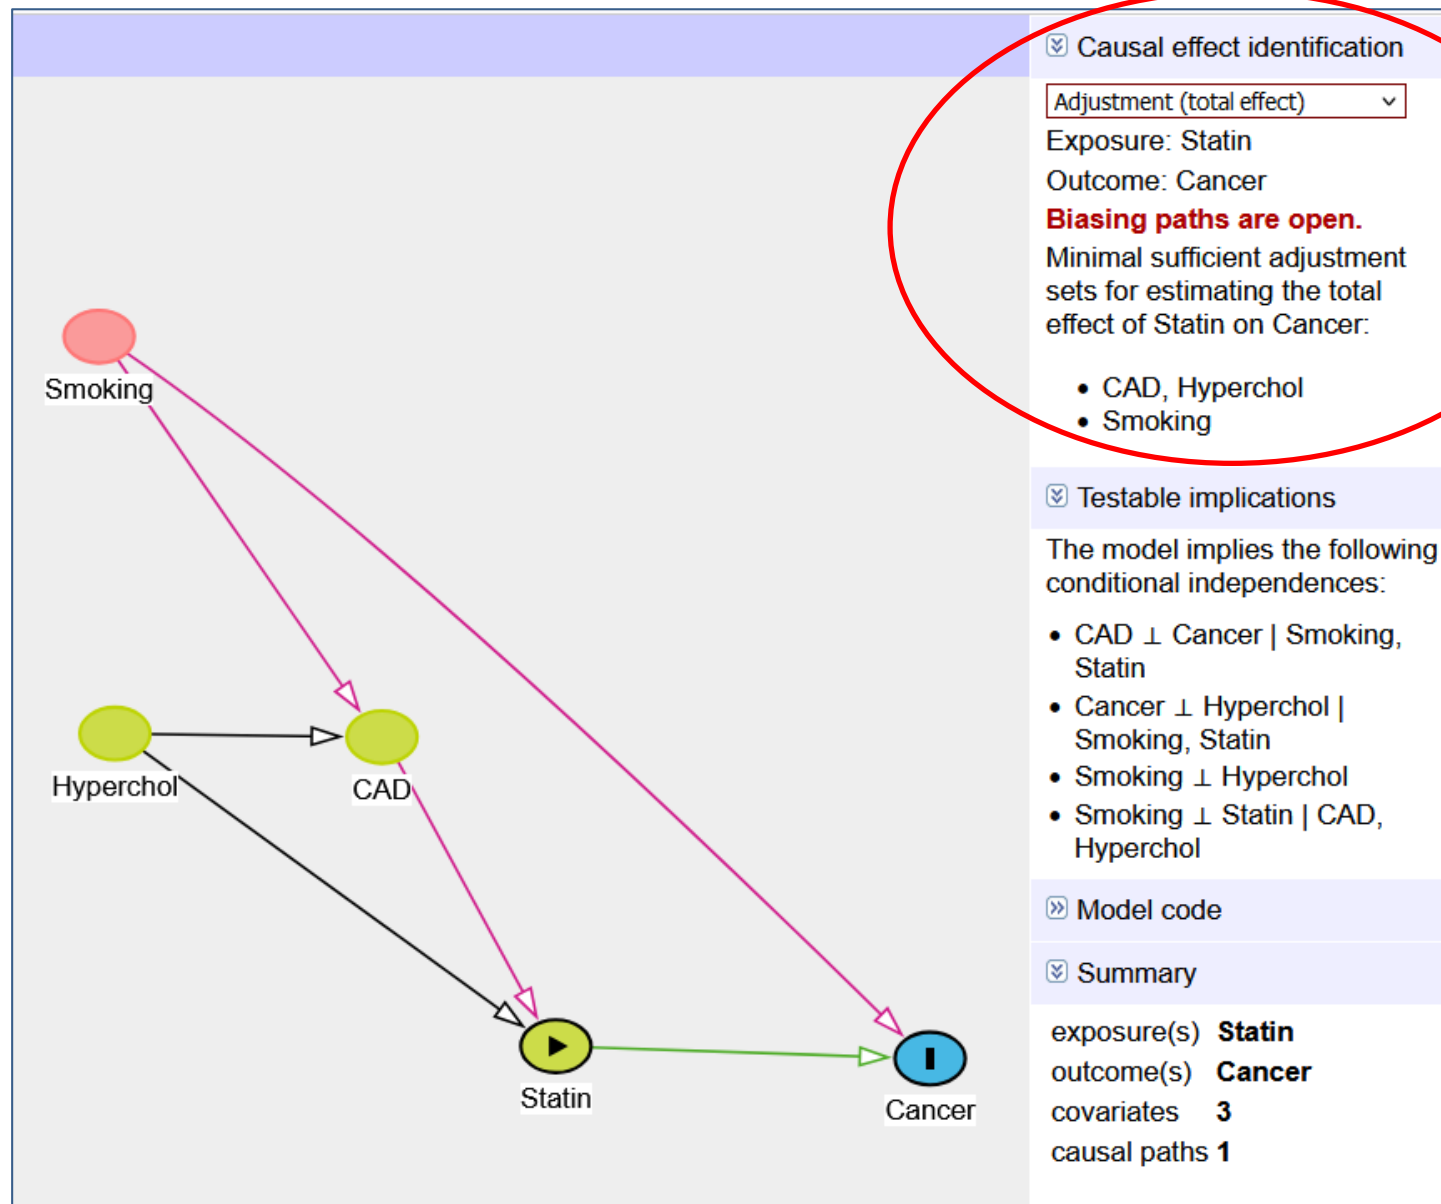 Causal effect identification
Adjustment (total effect)
Exposure: Statin
Outcome: Cancer
Biasing paths are open.
Minimal sufficient adjustment
sets for estimating the total
effect of Statin on Cancer:
• CAD, Hyperchol
• Smoking
Testable implications
The model implies the following
conditional independences:
• CAD ⊥ Cancer | Smoking,
Statin
• Cancer ⊥ Hyperchol |
Smoking, Statin
• Smoking ⊥ Hyperchol
• Smoking ⊥ Statin | CAD,
Hyperchol
Model code
Summary
exposure(s) Statin
outcome(s) Cancer
covariates 3
causal paths 1
Smoking
Hyperchol
CAD
Statin
Cancer